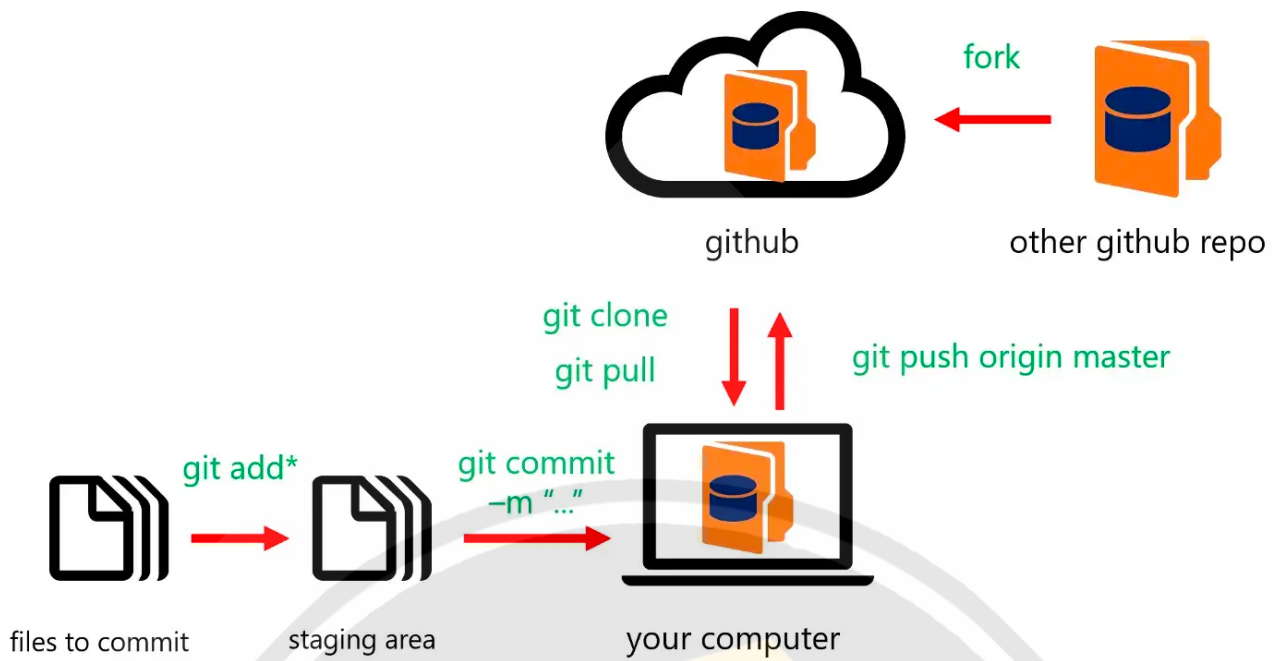 fork
github
other github repo
git clone
git pull
git push origin master
git add*
git commit
–m “...”
files to commit
staging area
your computer